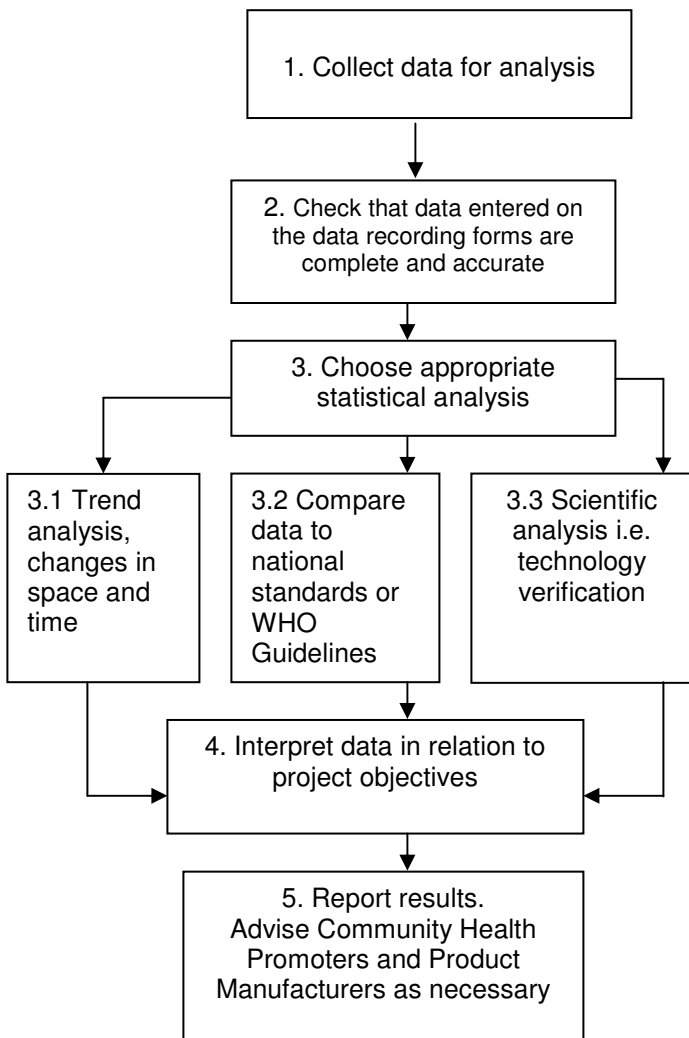 1. Collect data for analysis
2. Check that data entered on
the data recording forms are
complete and accurate
3. Choose appropriate
statistical analysis
3.1 Trend
analysis,
changes in
space and
time
3.2 Compare
data to
national
standards or
WHO
Guidelines
3.3 Scientific
analysis i.e.
technology
verification
4. Interpret data in relation to
project objectives
5. Report results.
Advise Community Health
Promoters and Product
Manufacturers as necessary